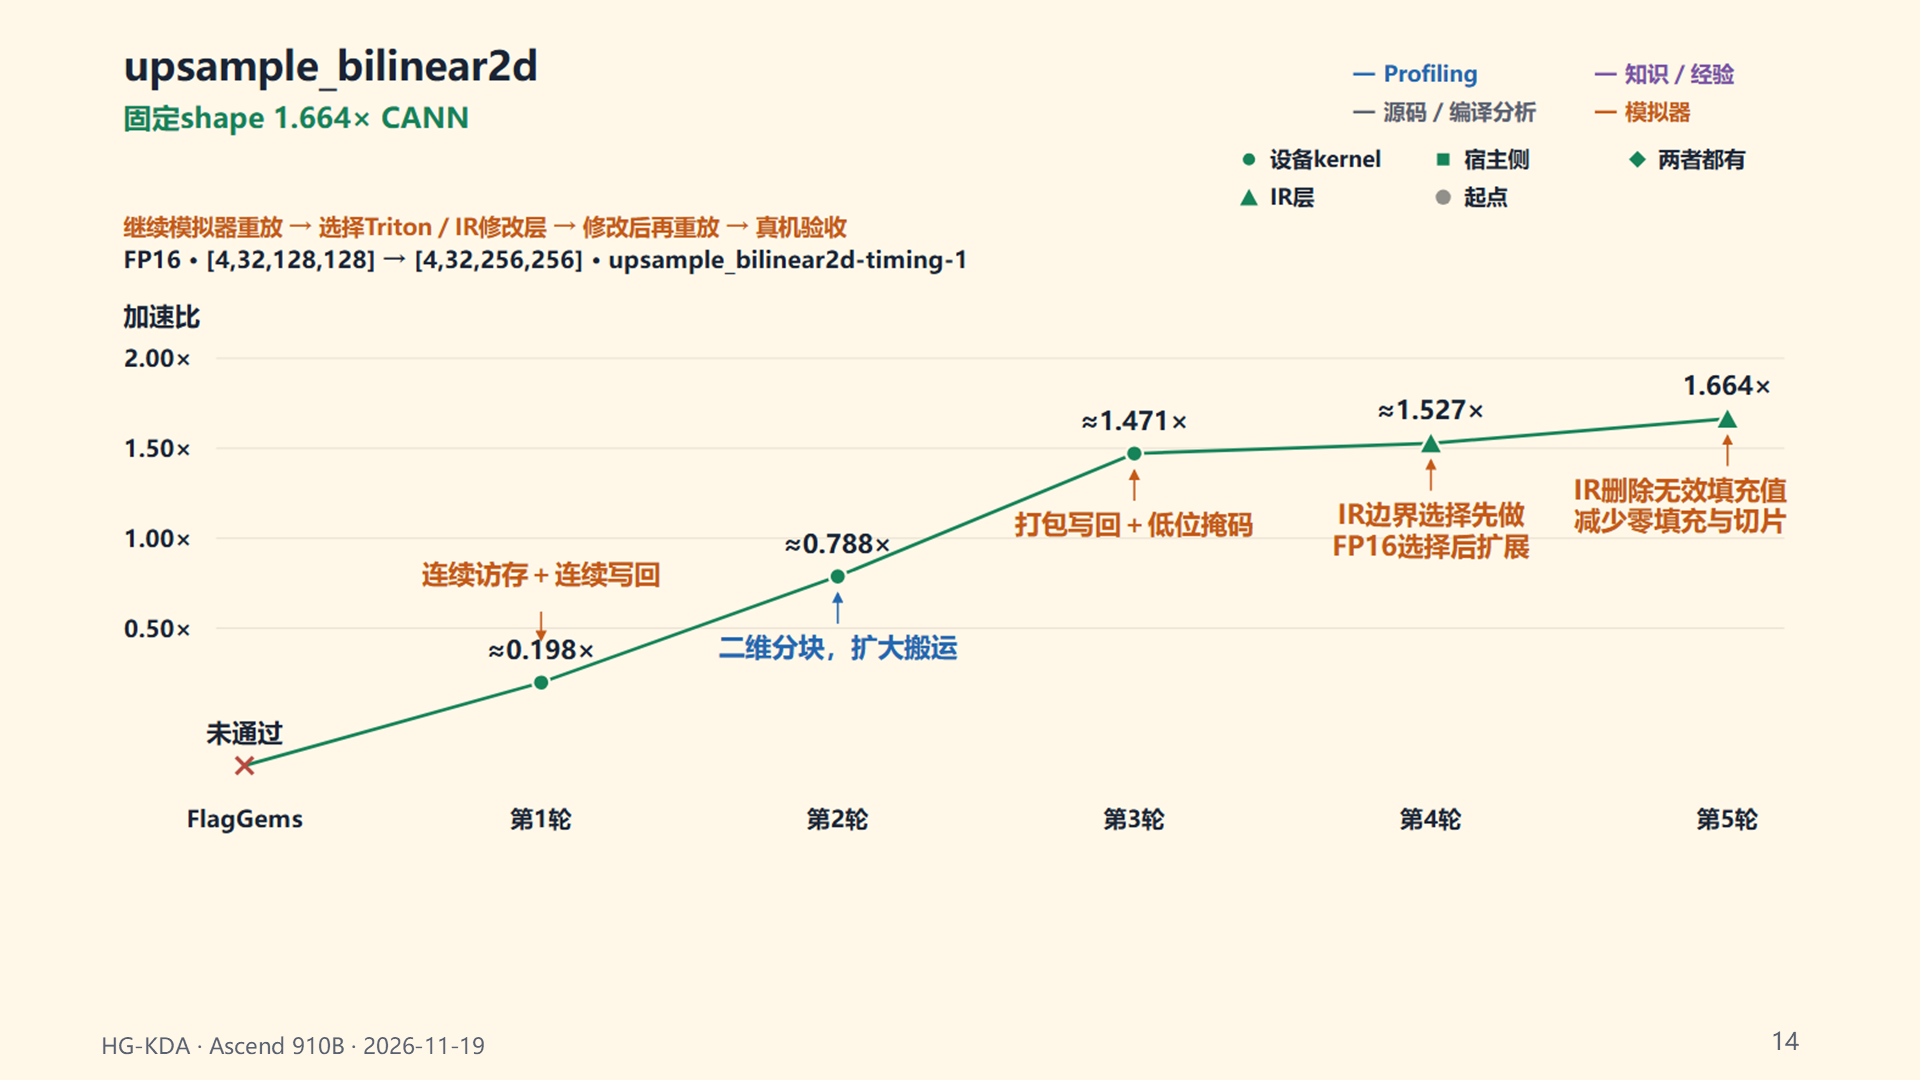 upsample_bilinear2d
固定shape 1.664× CANN
Profiling
知识 / 经验
源码 / 编译分析
模拟器
设备kernel
宿主侧
两者都有
IR层
起点
继续模拟器重放 → 选择Triton / IR修改层 → 修改后再重放 → 真机验收
FP16 • [4,32,128,128] → [4,32,256,256] • upsample_bilinear2d-timing-1
加速比
2.00×
1.50×
1.00×
0.50×
未通过
连续访存 + 连续写回
≈0.198×
≈0.788×
二维分块，扩大搬运
≈1.471×
打包写回 + 低位掩码
≈1.527×
IR边界选择先做
FP16选择后扩展
1.664×
IR删除无效填充值
减少零填充与切片
FlagGems
第1轮
第2轮
第3轮
第4轮
第5轮
HG-KDA · Ascend 910B · 2026-11-19
14